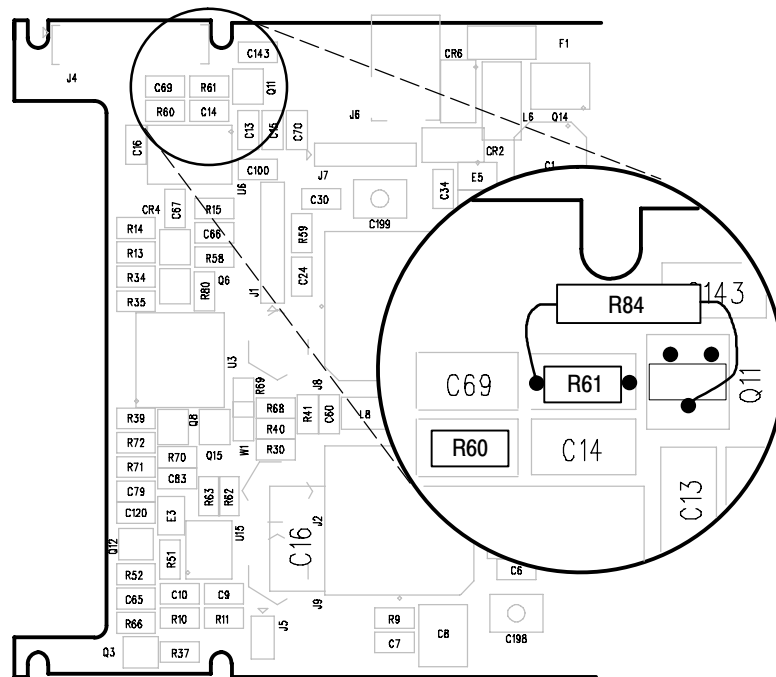 C143
F1
CR6
J4
C69
R61
Q11
R60
C14
J6
L6
Q14
C13
C15
C70
C16
CR2
C1
C100
J7
E5
U6
C34
CR4
C67
R15
C30
R14
C66
R59
C199
R13
R58
R34
Q6
C24
R80
R35
J1
C143
R84
U3
C69
R61
Q11
R69
J8
R68
R41
C60
L8
R39
Q8
R40
R60
C14
R72
Q15
W1
R30
R70
R71
C83
C79
R63
R62
C13
C120
E3
U15
J2
Q12
C16
R51
R52
C6
C65
C10
C9
J9
R66
R10
R11
J5
R9
C8
C198
C7
Q3
R37